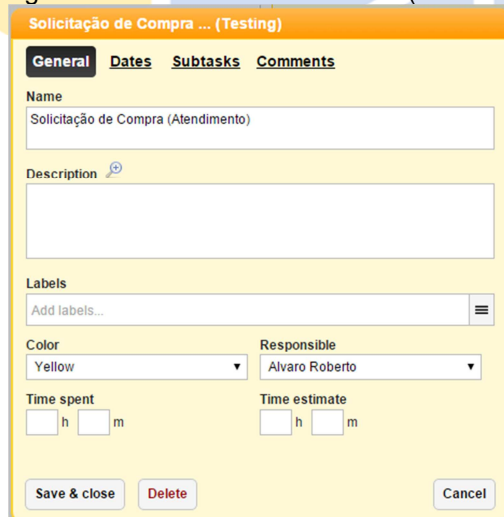 Solicitação de Compra ... (Testing)
General Dates Subtasks Comments
Name
Solicitação de Compra (Atendimento)
Description
Labels
Add labels...
Color Responsible
Yellow Alvaro Roberto
Time spent Time estimate
h m h m
Save & close Delete Cancel